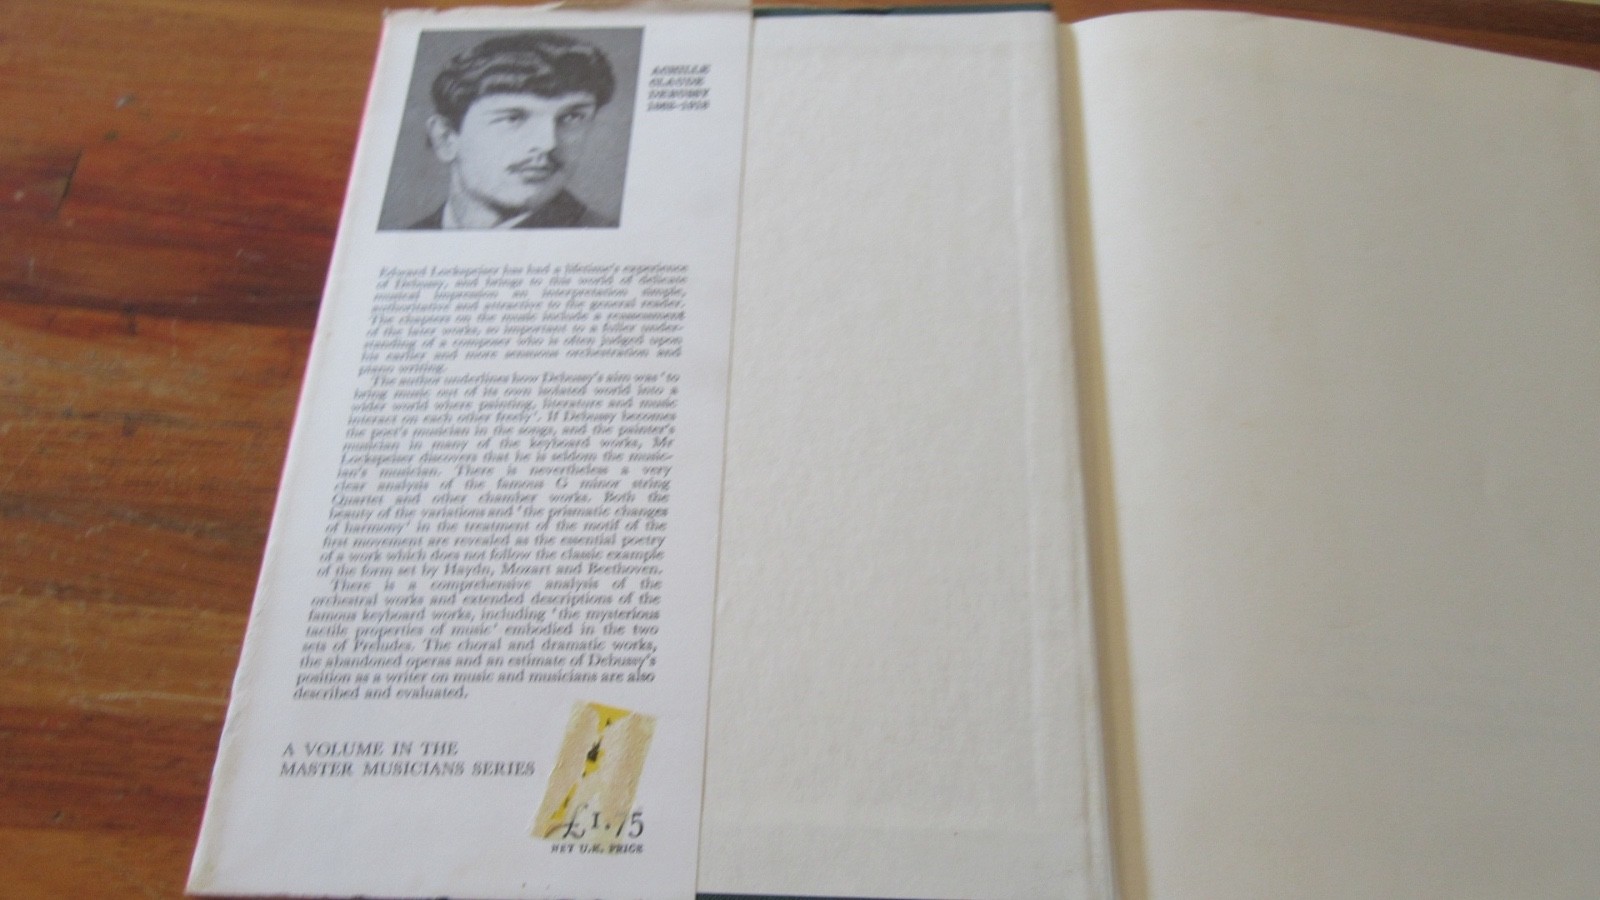 ACHILLE
CLAUDE
DEBUSSY
1862-1918
Edward Lockspeiser has had a lifetime's experience
of Debussy, and brings to this world of delicate
musical impression an interpretation simple,
authoritative and attractive to the general reader.
The chapters on the music include a reassessment
of the later works, so important to a fuller under-
standing of a composer who is often judged upon
his earlier and more sensuous orchestration and
piano writing.
The author underlines how Debussy's aim was 'to
bring music out of its own isolated world into a
wider world where painting, literature and music
interact on each other freely'. If Debussy becomes
the poet's musician in the songs, and the painter's
musician in many of the keyboard works, Mr
Lockspeiser discovers that he is seldom the music-
ian's musician. There is nevertheless a very
clear analysis of the famous G minor string
Quartet and other chamber works. Both the
beauty of the variations and 'the prismatic changes
of harmony' in the treatment of the motif of the
first movement are revealed as the essential poetry
of a work which does not follow the classic example
of the form set by Haydn, Mozart and Beethoven.
There is a comprehensive analysis of the
orchestral works and extended descriptions of the
famous keyboard works, including 'the mysterious
tactile properties of music' embodied in the two
sets of Preludes. The choral and dramatic works,
the abandoned operas and an estimate of Debussy's
position as a writer on music and musicians are also
described and evaluated.
A VOLUME IN THE
MASTER MUSICIANS SERIES
£1.75
NET U.K. PRICE